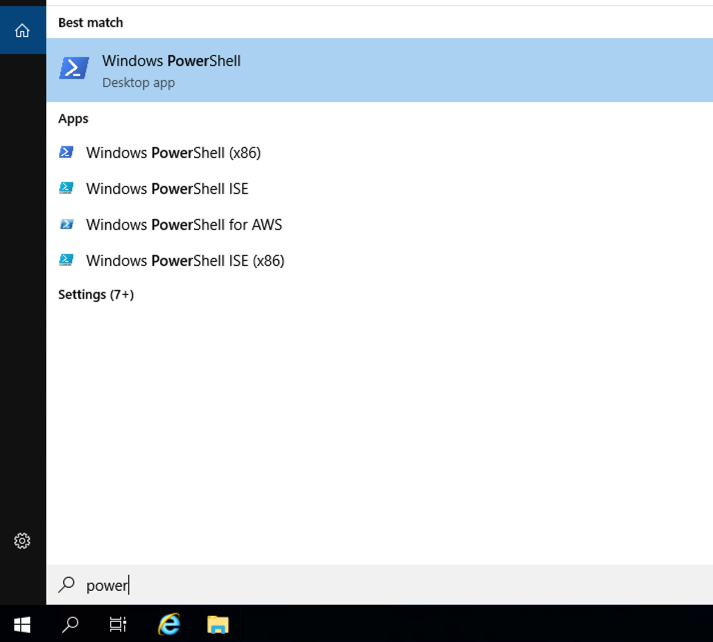 Best match
Windows PowerShell
Desktop app
Apps
Windows PowerShell (x86)
Windows PowerShell ISE
Windows PowerShell for AWS
Windows PowerShell ISE (x86)
Settings (7+)
power